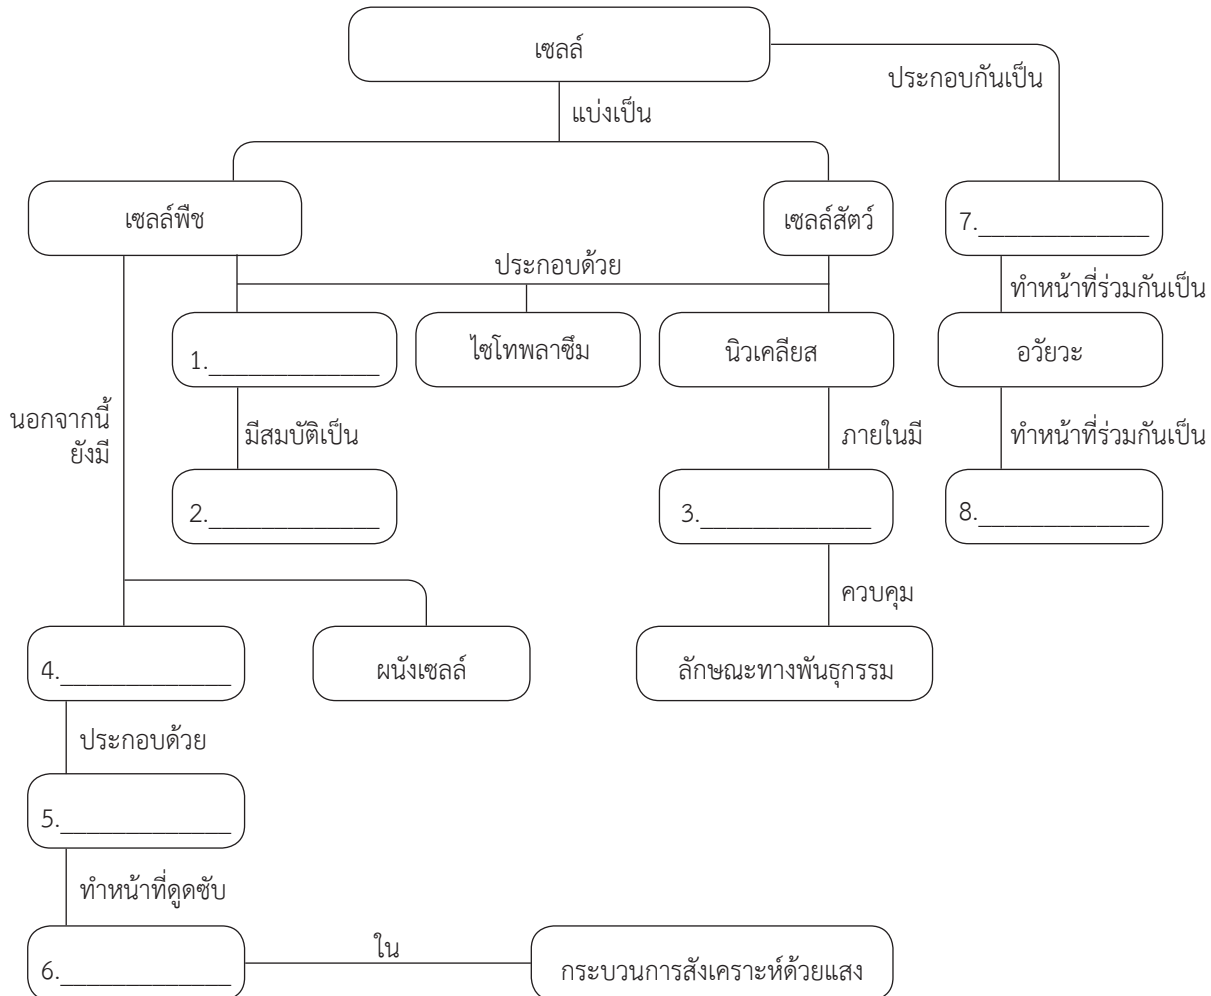 เซลล์
ประกอบกันเป็น
แบ่งเป็น
เซลล์พืช
เซลล์สัตว์
7._____________
ประกอบด้วย
ทำหน้าที่ร่วมกันเป็น
1._____________
ไซโทพลาซึม
นิวเคลียส
อวัยวะ
นอกจากนี้
ยังมี
มีสมบัติเป็น
ภายในมี
ทำหน้าที่ร่วมกันเป็น
2._____________
3._____________
8._____________
ควบคุม
4._____________
ผนังเซลล์
ลักษณะทางพันธุกรรม
ประกอบด้วย
5._____________
ทำหน้าที่ดูดซับ
6._____________
ใน
กระบวนการสังเคราะห์ด้วยแสง